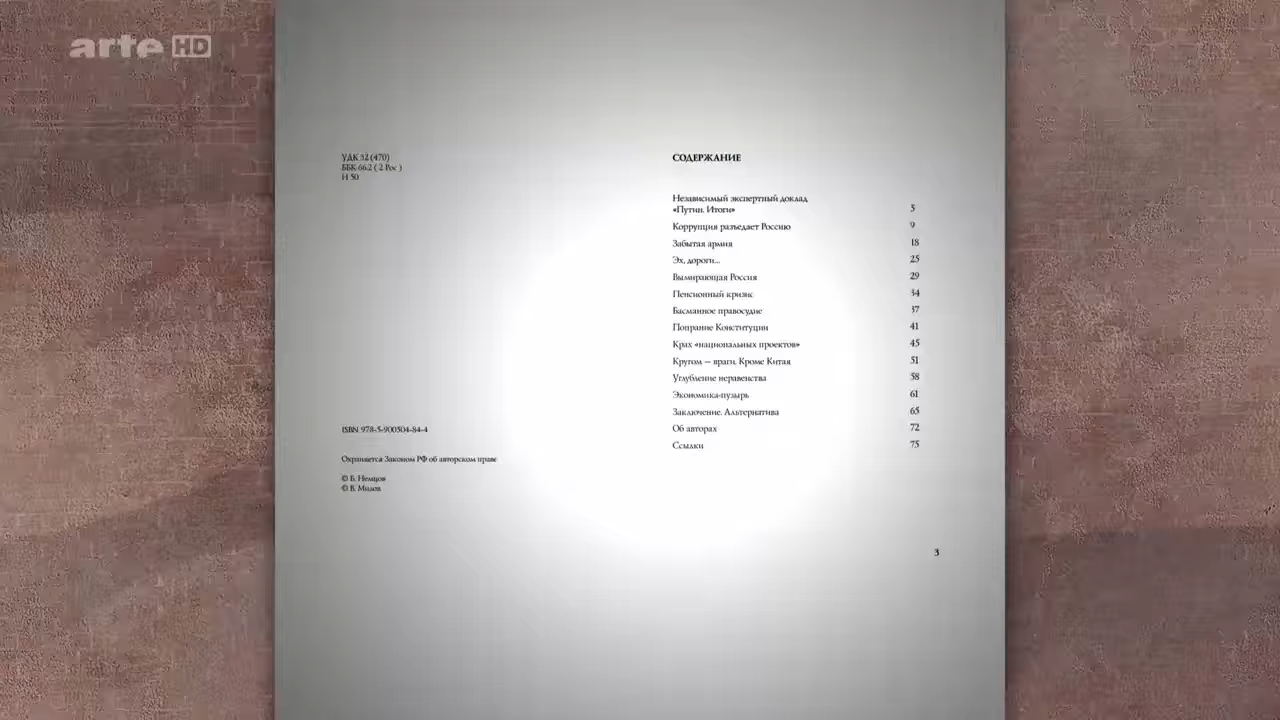 arte HD
УДК 32 (470)
ББК 66.2 ( 2 Рос )
Н 50
ISBN 978-5-900504-84-4
Охраняется Законом РФ об авторском праве
© Б. Немцов
© В. Милов
СОДЕРЖАНИЕ
Независимый экспертный доклад
«Путин. Итоги» 5
Коррупция разъедает Россию 9
Забытая армия 18
Эх, дороги... 25
Вымирающая Россия 29
Пенсионный кризис 34
Басманное правосудие 37
Попрание Конституции 41
Крах «национальных проектов» 45
Кругом — враги. Кроме Китая 51
Углубление неравенства 58
Экономика-пузырь 61
Заключение. Альтернатива 65
Об авторах 72
Ссылки 75
3